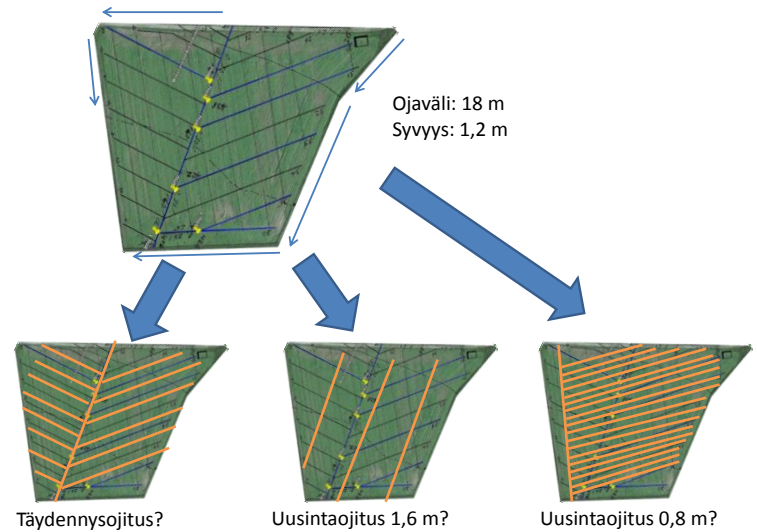 Ojaväli: 18 m
Syvyys: 1,2 m
Täydennysojitus?
Uusintaojitus 1,6 m?
Uusintaojitus 0,8 m?